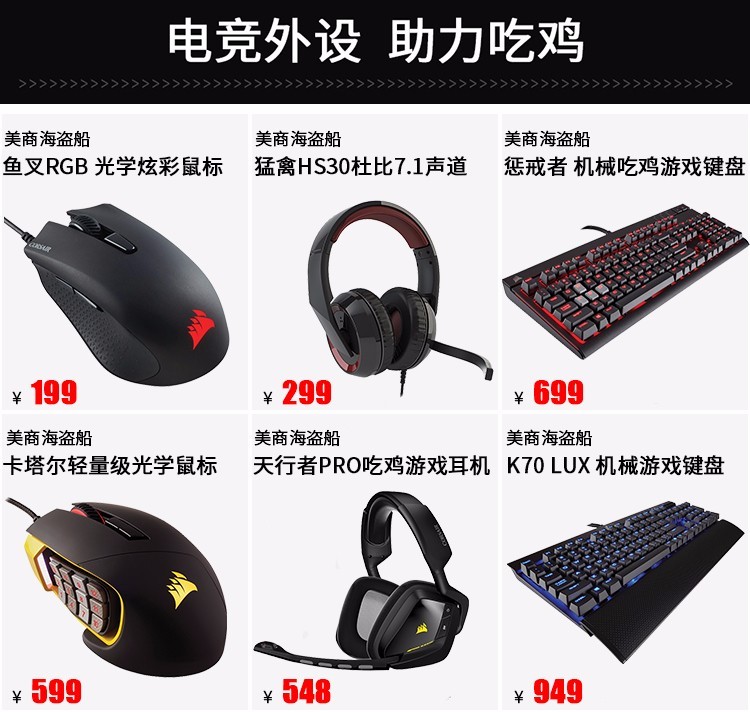 电竞外设 助力吃鸡
美商海盗船
鱼叉RGB 光学炫彩鼠标
CORSAIR
¥ 199
美商海盗船
猛禽HS30杜比7.1声道
¥ 299
美商海盗船
惩戒者 机械吃鸡游戏键盘
¥ 699
美商海盗船
卡塔尔轻量级光学鼠标
¥ 599
美商海盗船
天行者PRO吃鸡游戏耳机
¥ 548
美商海盗船
K70 LUX 机械游戏键盘
¥ 949